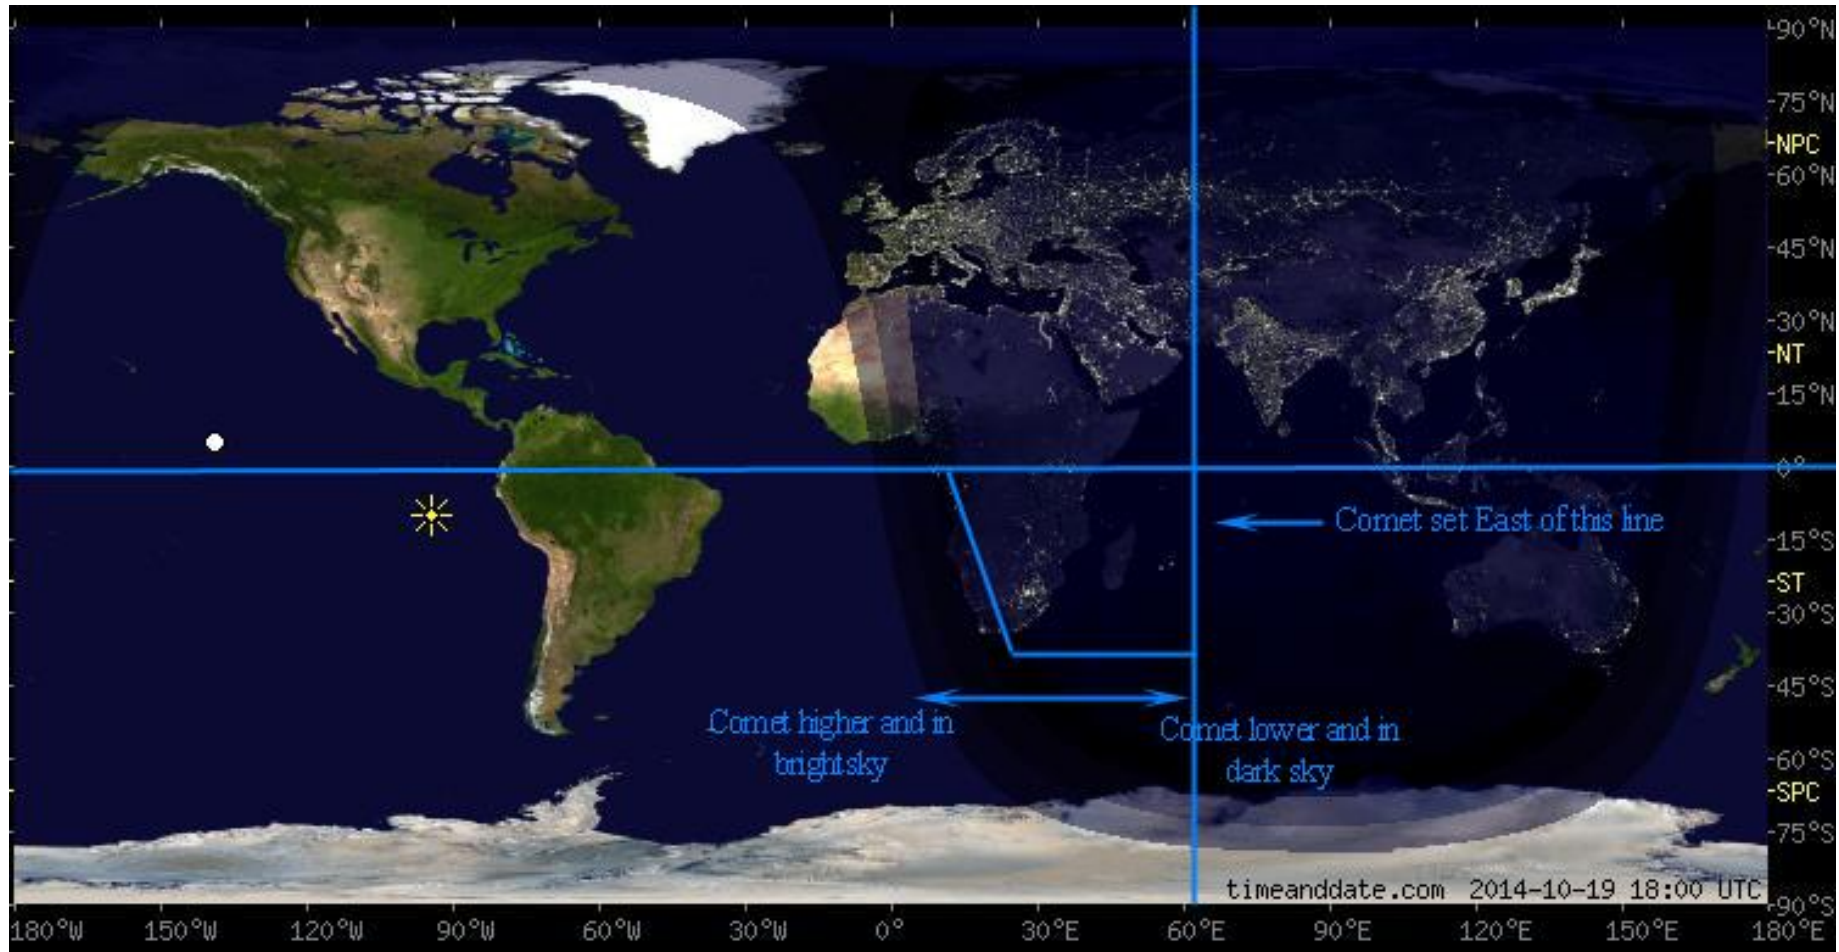 90°N
75°N
NPC
60°N
45°N
30°N
NT
15°N
0°
Comet set East of this line
15°S
ST
30°S
45°S
Comet higher and in
bright sky
Comet lower and in
dark sky
60°S
SPC
75°S
timeanddate.com 2014-10-19 18:00 UTC
90°S
180°W 150°W 120°W 90°W 60°W 30°W 0° 30°E 60°E 90°E 120°E 150°E 180°E